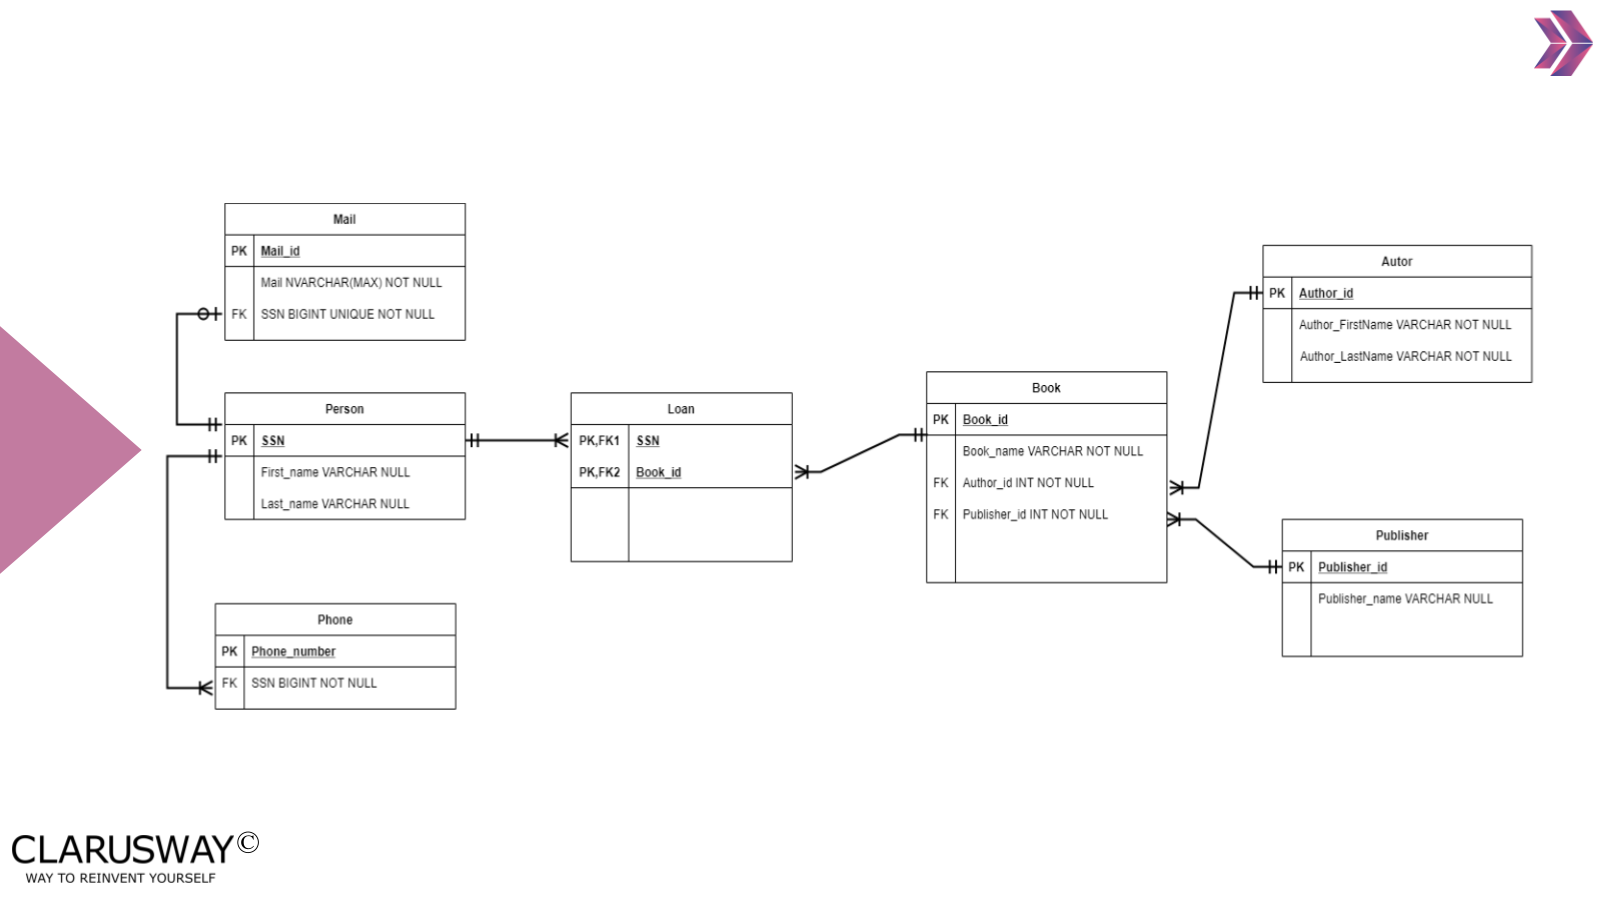 Mail
PK Mail_id
Mail NVARCHAR(MAX) NOT NULL
FK SSN BIGINT UNIQUE NOT NULL
Person
PK SSN
First_name VARCHAR NULL
Last_name VARCHAR NULL
Phone
PK Phone_number
FK SSN BIGINT NOT NULL
Loan
PK,FK1 SSN
PK,FK2 Book_id
Book
PK Book_id
Book_name VARCHAR NOT NULL
FK Author_id INT NOT NULL
FK Publisher_id INT NOT NULL
Autor
PK Author_id
Author_FirstName VARCHAR NOT NULL
Author_LastName VARCHAR NOT NULL
Publisher
PK Publisher_id
Publisher_name VARCHAR NULL
CLARUSWAY©
WAY TO REINVENT YOURSELF